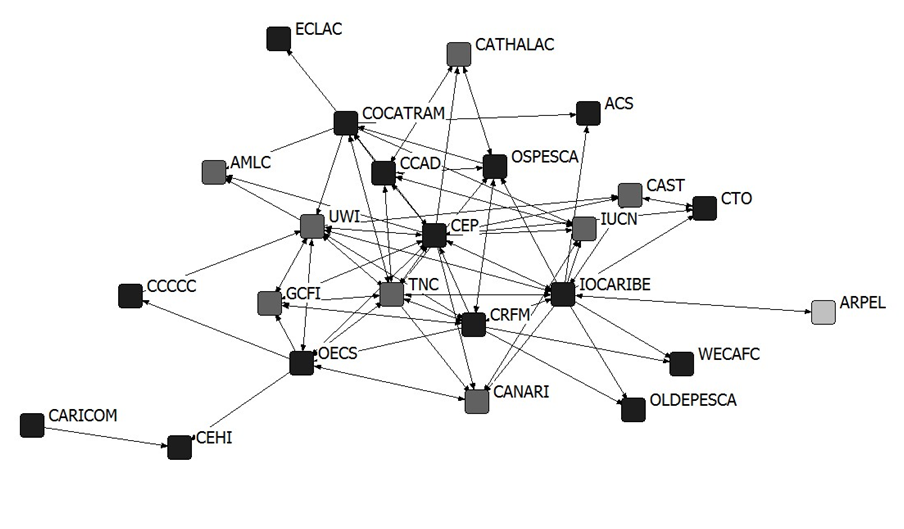 ECLAC
CATHALAC
ACS
COCATRAM
OSPESCA
CCAD
AMLC
CAST
CTO
UWI
IUCN
CEP
CCCCC
GCFI
TNC
IOCARIBE
ARPEL
CRFM
OECS
WECAFC
CANARI
OLDEPESCA
CARICOM
CEHI